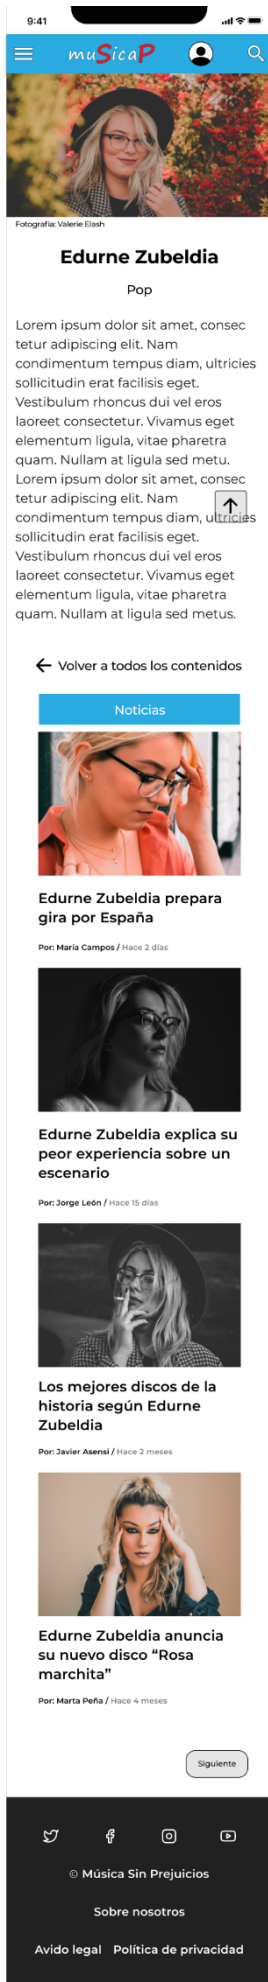 9:41
muSicaP
Fotografía: Valerie Elash
Edurne Zubeldia
Pop
Lorem ipsum dolor sit amet, consec
tetur adipiscing elit. Nam
condimentum tempus diam, ultricies
sollicitudin erat facilisis eget.
Vestibulum rhoncus dui vel eros
laoreet consectetur. Vivamus eget
elementum ligula, vitae pharetra
quam. Nullam at ligula sed metu.
Lorem ipsum dolor sit amet, consec
tetur adipiscing elit. Nam
condimentum tempus diam, ultricies
sollicitudin erat facilisis eget.
Vestibulum rhoncus dui vel eros
laoreet consectetur. Vivamus eget
elementum ligula, vitae pharetra
quam. Nullam at ligula sed metus.
Volver a todos los contenidos
Noticias
Edurne Zubeldia prepara
gira por España
Por: María Campos / Hace 2 días
Edurne Zubeldia explica su
peor experiencia sobre un
escenario
Por: Jorge León / Hace 15 días
Los mejores discos de la
historia según Edurne
Zubeldia
Por: Javier Asensi / Hace 2 meses
Edurne Zubeldia anuncia
su nuevo disco “Rosa
marchita”
Por: Marta Peña / Hace 4 meses
Siguiente
© Música Sin Prejuicios
Sobre nosotros
Avido legal Política de privacidad